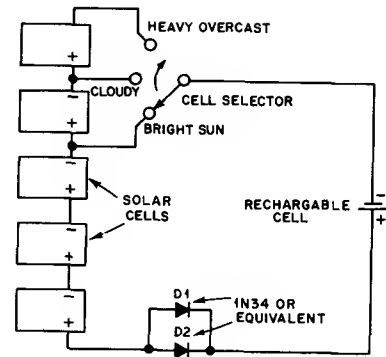 HEAVY OVERCAST
+
CLOUDY
CELL SELECTOR
-
+
BRIGHT SUN
-
+
SOLAR
CELLS
RECHARGABLE
CELL
-
+
-
+
-
+
D1
1N34 OR
EQUIVALENT
D2